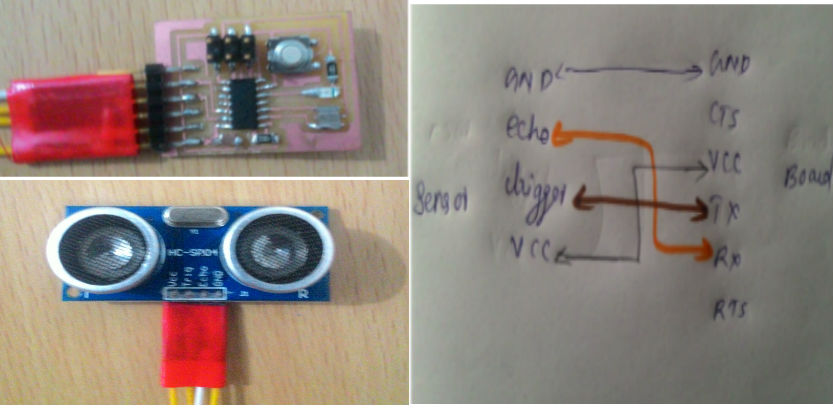 HC-SR04
Vcc
Trig
Echo
GND
T
R
GND
GND
echo
CTS
VCC
Sensor
trigger
TX
Board
VCC
RX
RTS